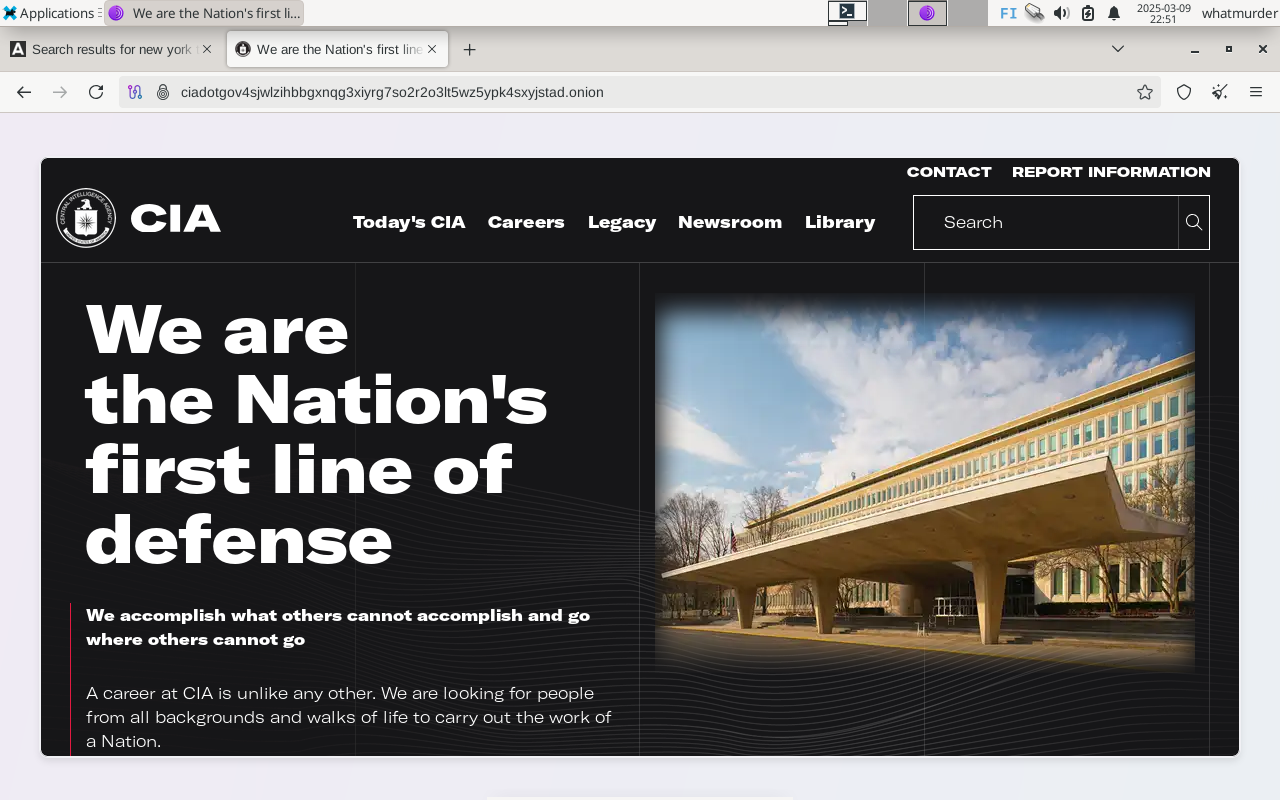 Applications
We are the Nation's first li...
FI
2025-03-09
22:51
whatmurder
Search results for new york
We are the Nation's first line
ciadotgov4sjwlzihbbgxnqg3xiyrg7so2r2o3lt5wz5ypk4sxyjstad.onion
CONTACT REPORT INFORMATION
CIA
Today's CIA Careers Legacy Newsroom Library
Search
We are
the Nation's
first line of
defense
We accomplish what others cannot accomplish and go
where others cannot go
A career at CIA is unlike any other. We are looking for people
from all backgrounds and walks of life to carry out the work of
a Nation.